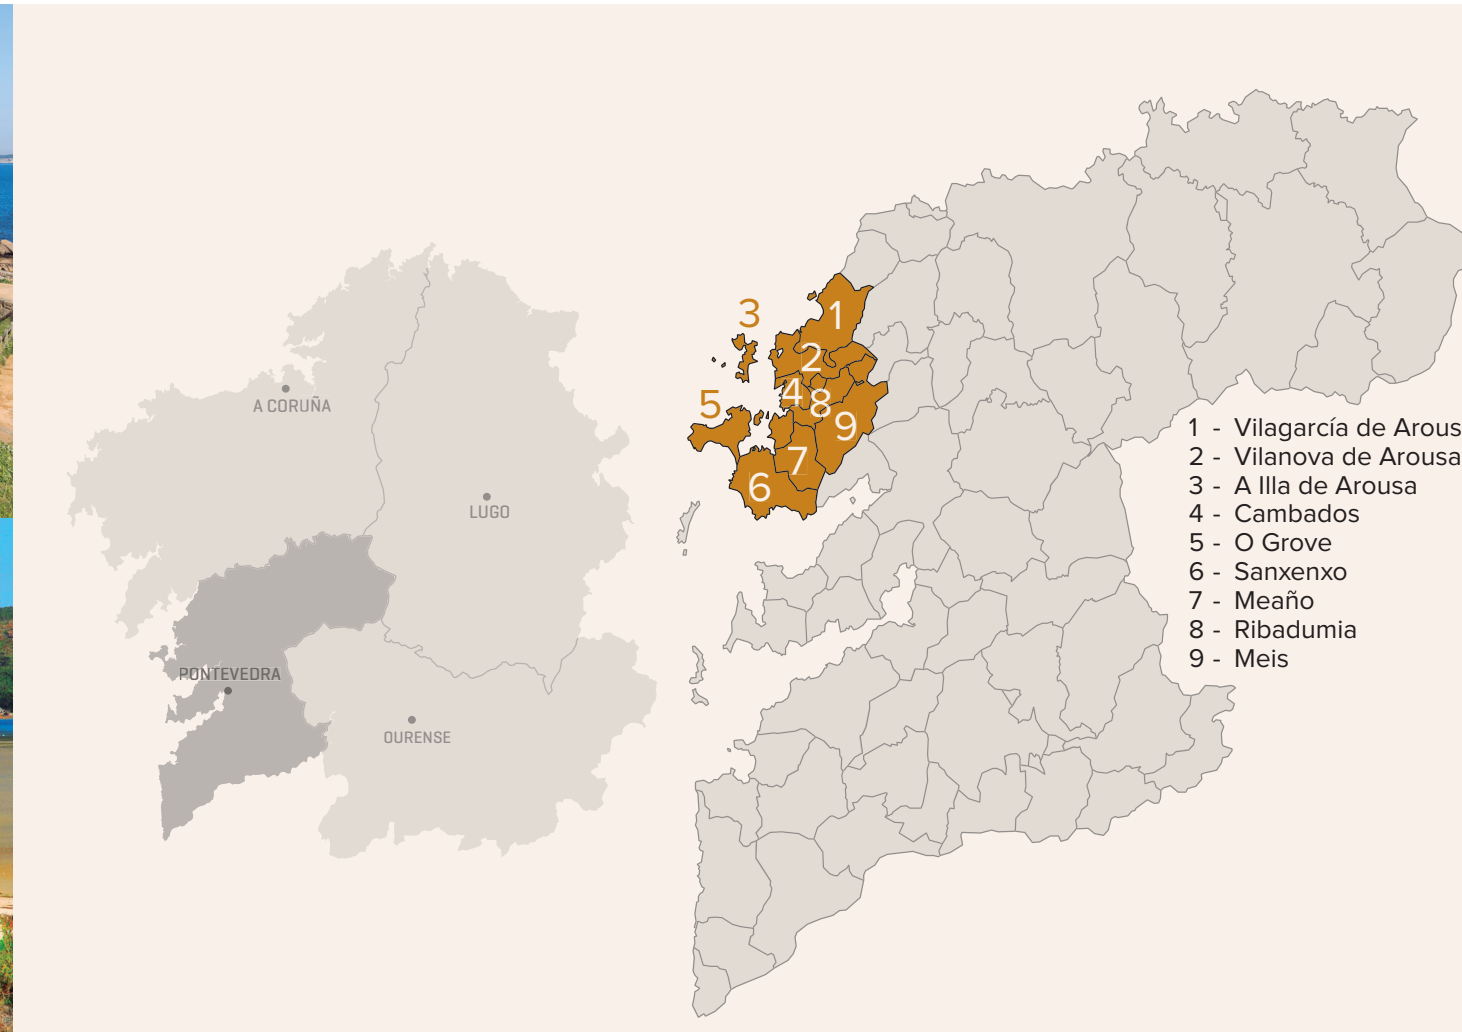 A CORUÑA
LUGO
PONTEVEDRA
OURENSE
3
1
2
4
8
5
9
7
6
1 - Vilagarcía de Arous
2 - Vilanova de Arousa
3 - A Illa de Arousa
4 - Cambados
5 - O Grove
6 - Sanxenxo
7 - Meaño
8 - Ribadumia
9 - Meis